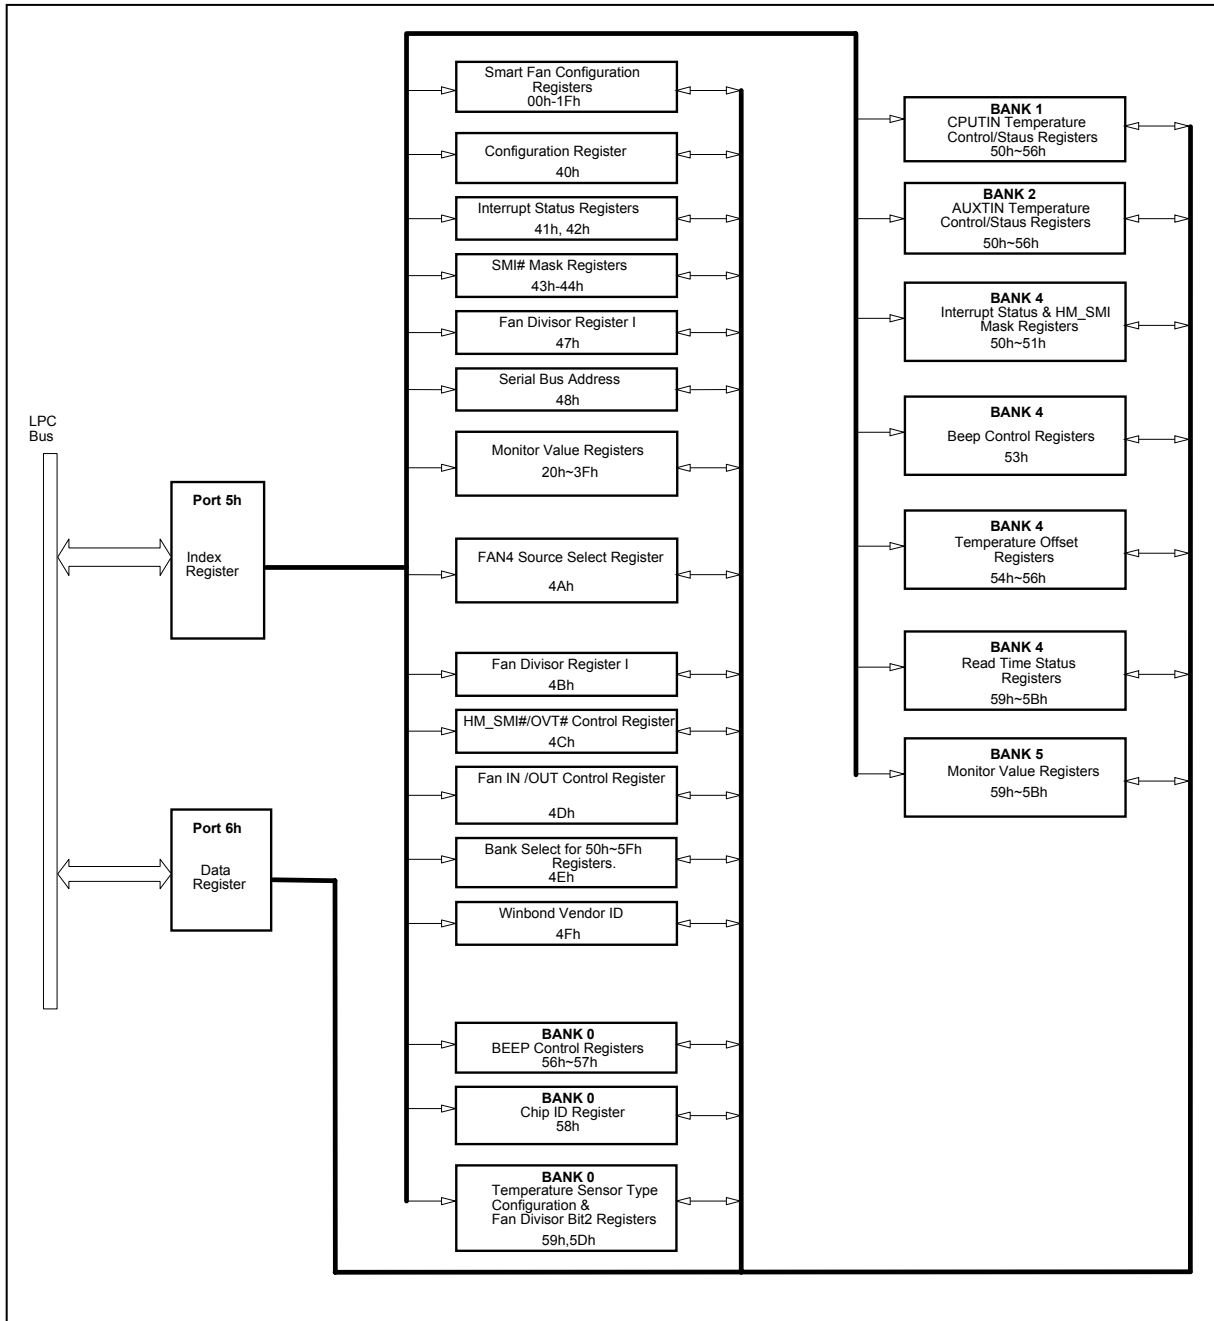 LPC
Bus
Port 5h
Index
Register
Port 6h
Data
Register
Smart Fan Configuration
Registers
00h-1Fh
Configuration Register
40h
Interrupt Status Registers
41h, 42h
SMI# Mask Registers
43h-44h
Fan Divisor Register I
47h
Serial Bus Address
48h
Monitor Value Registers
20h~3Fh
FAN4 Source Select Register
4Ah
Fan Divisor Register I
4Bh
HM_SMI#/OVT# Control Register
4Ch
Fan IN /OUT Control Register
4Dh
Bank Select for 50h~5Fh
Registers.
4Eh
Winbond Vendor ID
4Fh
BANK 0
BEEP Control Registers
56h~57h
BANK 0
Chip ID Register
58h
BANK 0
Temperature Sensor Type
Configuration &
Fan Divisor Bit2 Registers
59h,5Dh
BANK 1
CPUTIN Temperature
Control/Staus Registers
50h~56h
BANK 2
AUXTIN Temperature
Control/Staus Registers
50h~56h
BANK 4
Interrupt Status & HM_SMI
Mask Registers
50h~51h
BANK 4
Beep Control Registers
53h
BANK 4
Temperature Offset
Registers
54h~56h
BANK 4
Read Time Status
Registers
59h~5Bh
BANK 5
Monitor Value Registers
59h~5Bh